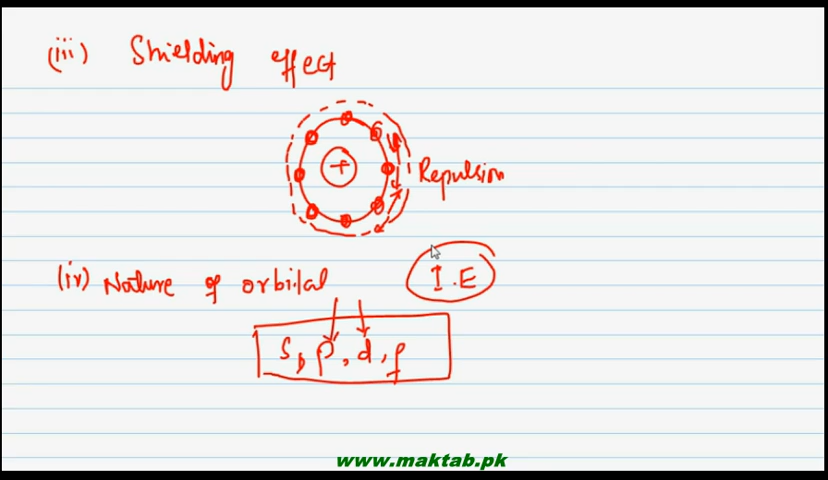 (iii) Shielding effect
+
Repulsion
(iv) Nature of orbital
I.E
s, p, d, f
www.maktab.pk